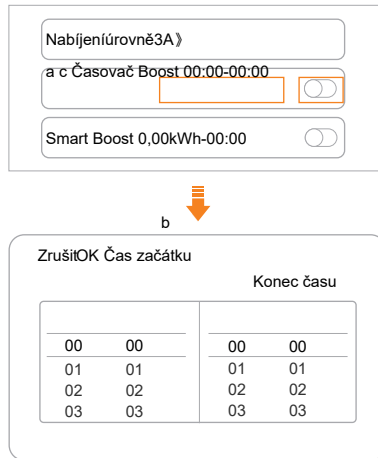 Nabíjeníúrovně3A》
a c Časovač Boost 00:00-00:00
Smart Boost 0,00kWh-00:00
b
ZrušitOK Čas začátku
Konec času
00 00 00 00
01 01 01 01
02 02 02 02
03 03 03 03